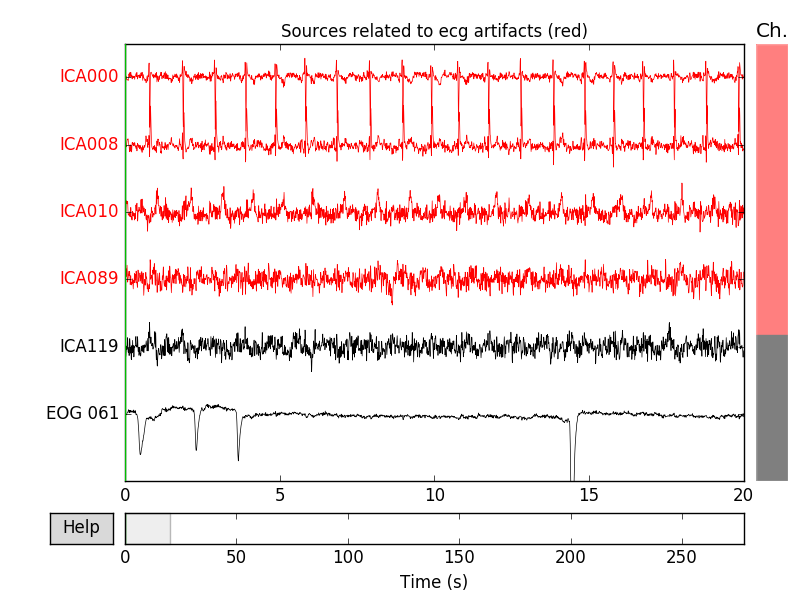 Sources related to ecg artifacts (red)
Ch.
ICA000
ICA008
ICA010
ICA089
ICA119
EOG 061
0 5 10 15 20
Help
0 50 100 150 200 250
Time (s)